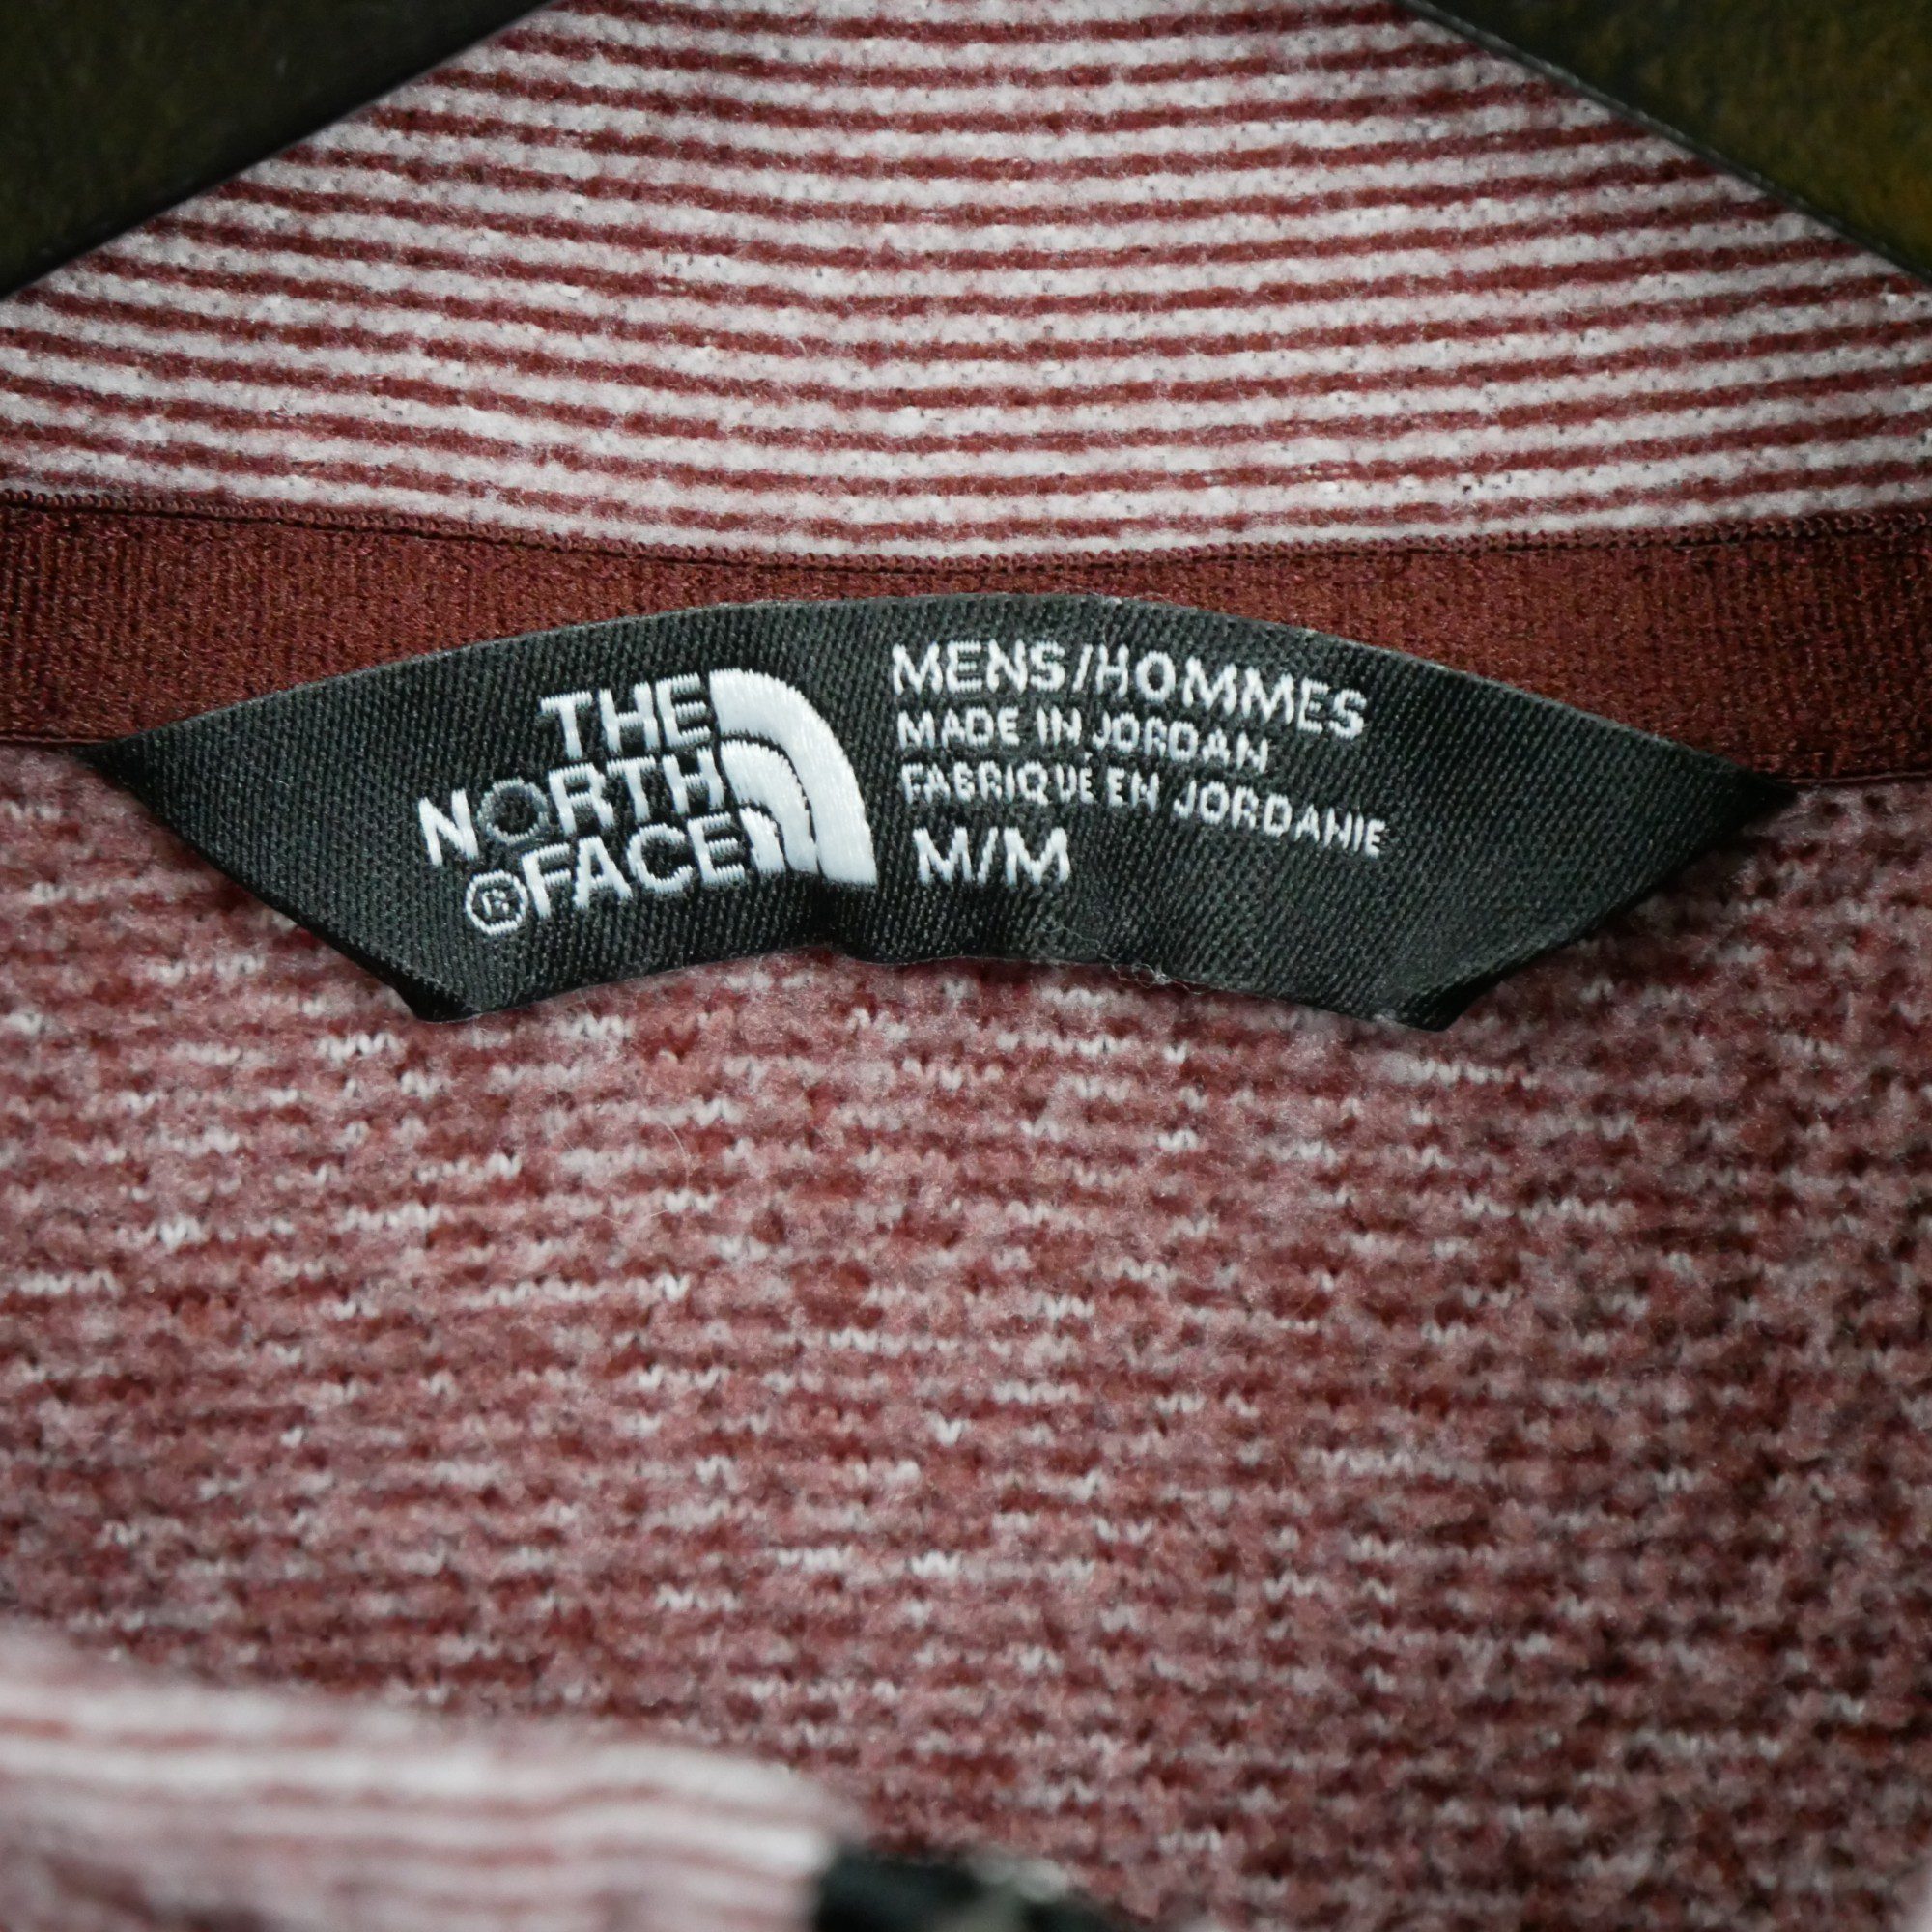 THE
NORTH
®FACE
MENS/HOMMES
MADE IN JORDAN
FABRIQUÉ EN JORDANIE
M/M